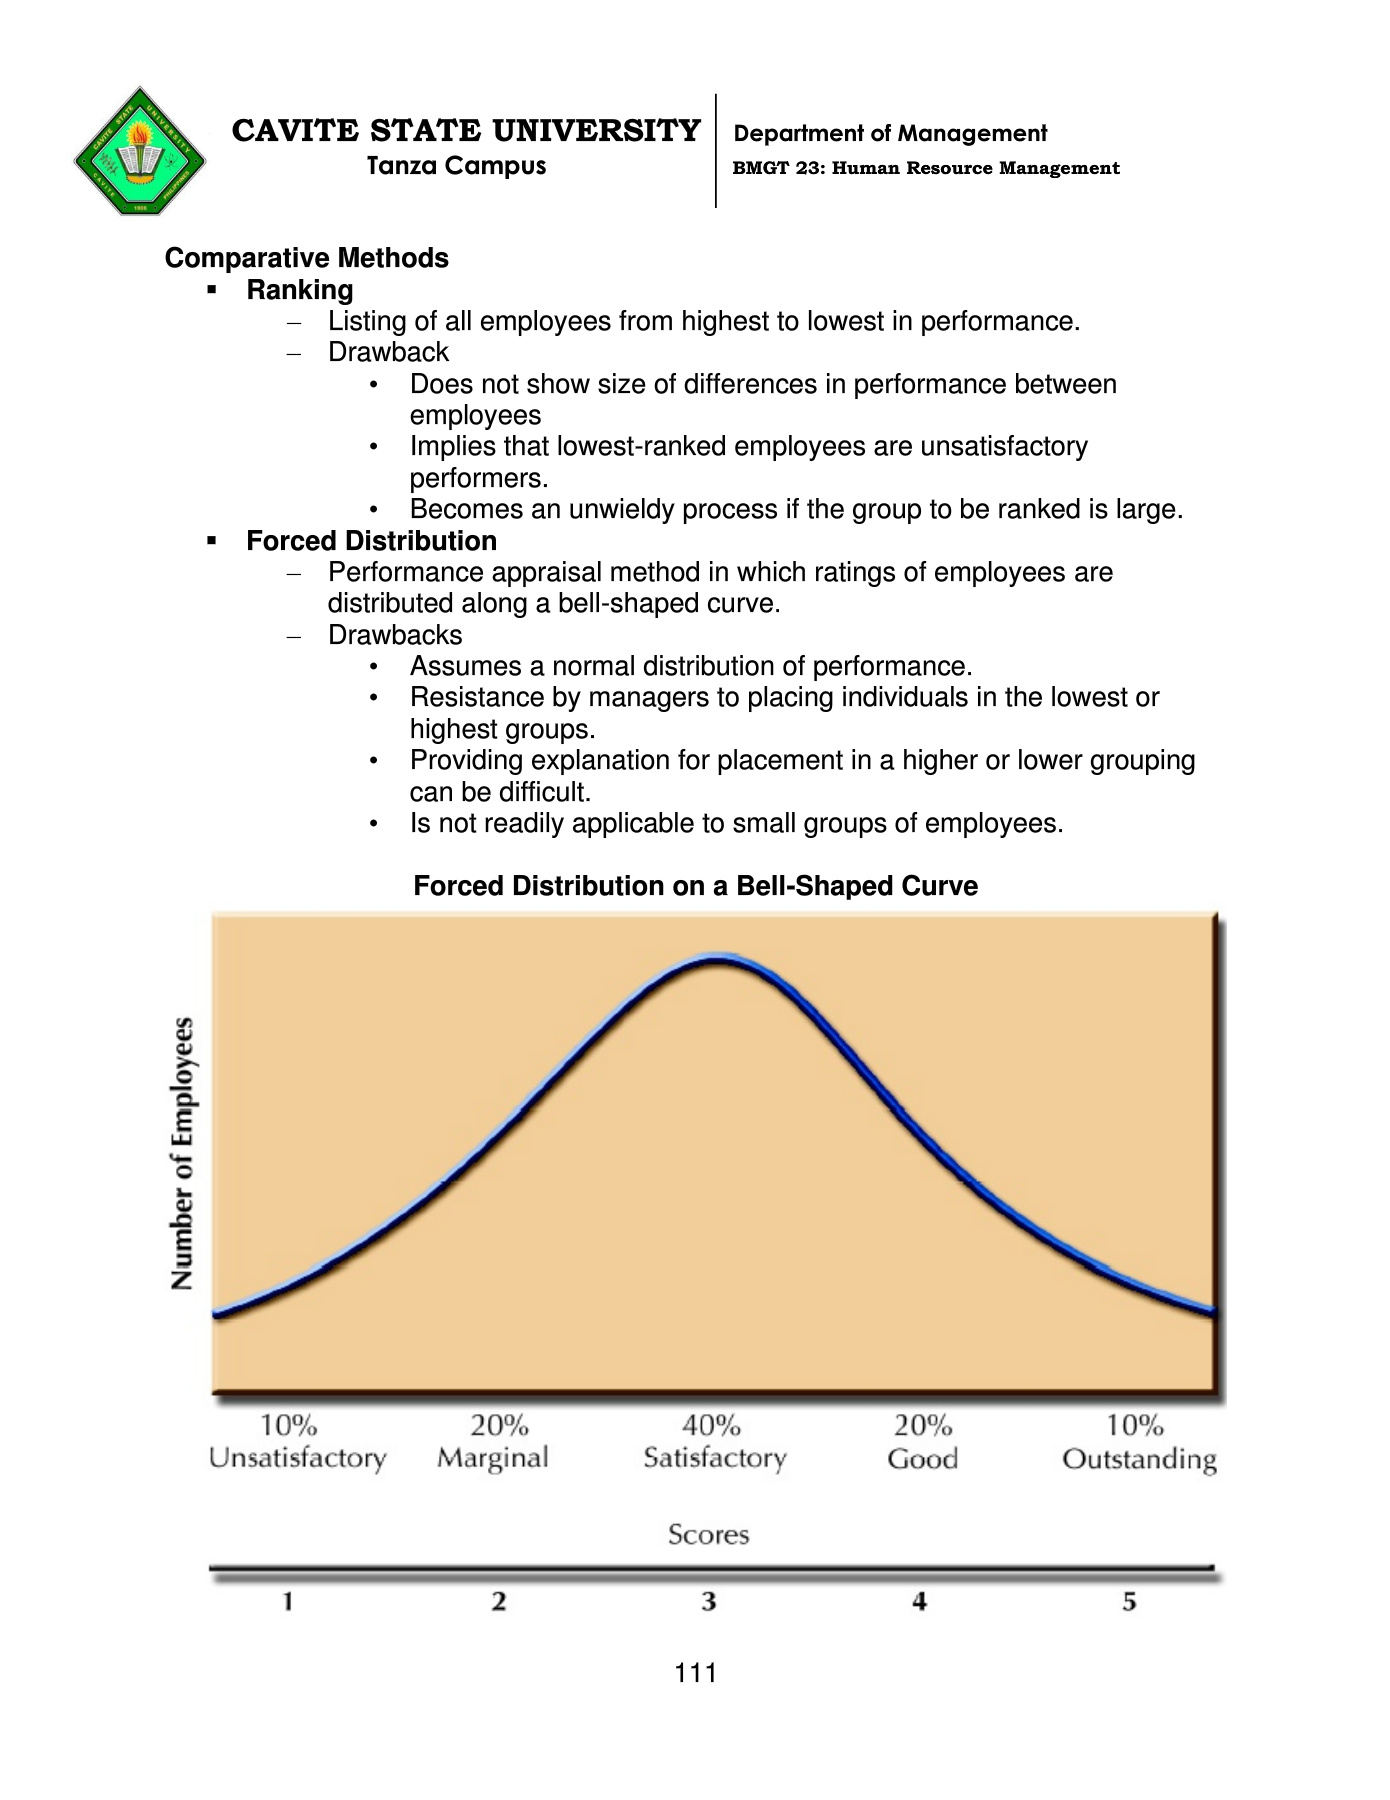 CAVITE STATE UNIVERSITY
Tanza Campus
Department of Management
BMGT 23: Human Resource Management
CAVITE STATE UNIVERSITY
CAVITE PHILIPPINES
1906
Comparative Methods
▪ Ranking
– Listing of all employees from highest to lowest in performance.
– Drawback
• Does not show size of differences in performance between
employees
• Implies that lowest-ranked employees are unsatisfactory
performers.
• Becomes an unwieldy process if the group to be ranked is large.
▪ Forced Distribution
– Performance appraisal method in which ratings of employees are
distributed along a bell-shaped curve.
– Drawbacks
• Assumes a normal distribution of performance.
• Resistance by managers to placing individuals in the lowest or
highest groups.
• Providing explanation for placement in a higher or lower grouping
can be difficult.
• Is not readily applicable to small groups of employees.
Forced Distribution on a Bell-Shaped Curve
Number of Employees
10% 20% 40% 20% 10%
Unsatisfactory Marginal Satisfactory Good Outstanding
Scores
1 2 3 4 5
111